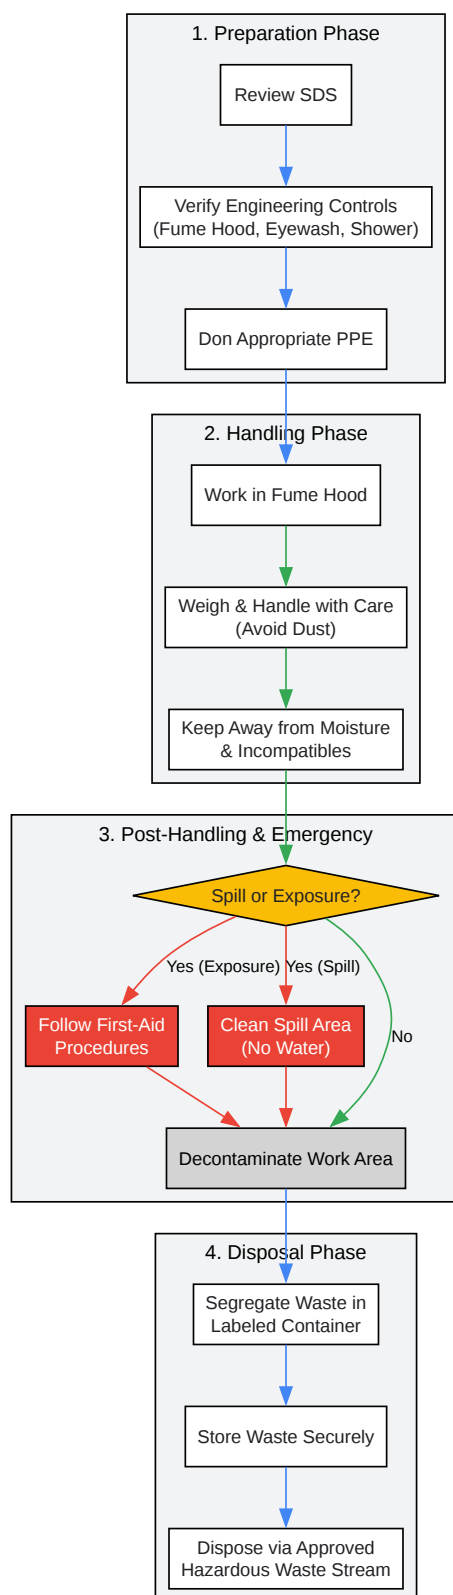 1. Preparation Phase
Review SDS
Verify Engineering Controls
(Fume Hood, Eyewash, Shower)
Don Appropriate PPE
2. Handling Phase
Work in Fume Hood
Weigh & Handle with Care
(Avoid Dust)
Keep Away from Moisture
& Incompatibles
3. Post-Handling & Emergency
Spill or Exposure?
Yes (Exposure)
Yes (Spill)
No
Follow First-Aid
Procedures
Clean Spill Area
(No Water)
Decontaminate Work Area
4. Disposal Phase
Segregate Waste in
Labeled Container
Store Waste Securely
Dispose via Approved
Hazardous Waste Stream